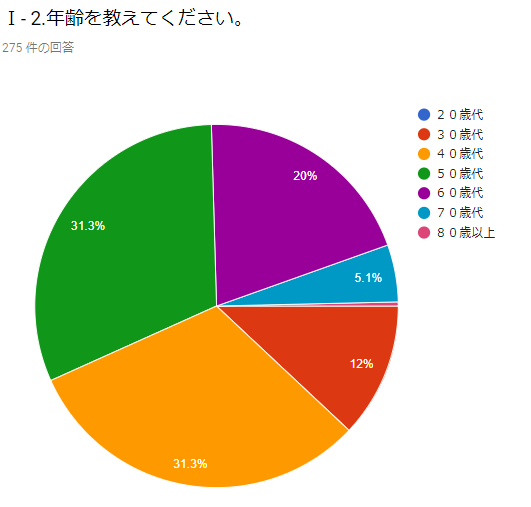 Ⅰ- 2.年齢を教えてください。
275 件の回答
２０歳代
３０歳代
４０歳代
５０歳代
６０歳代
７０歳代
８０歳以上
20%
31.3%
5.1%
12%
31.3%